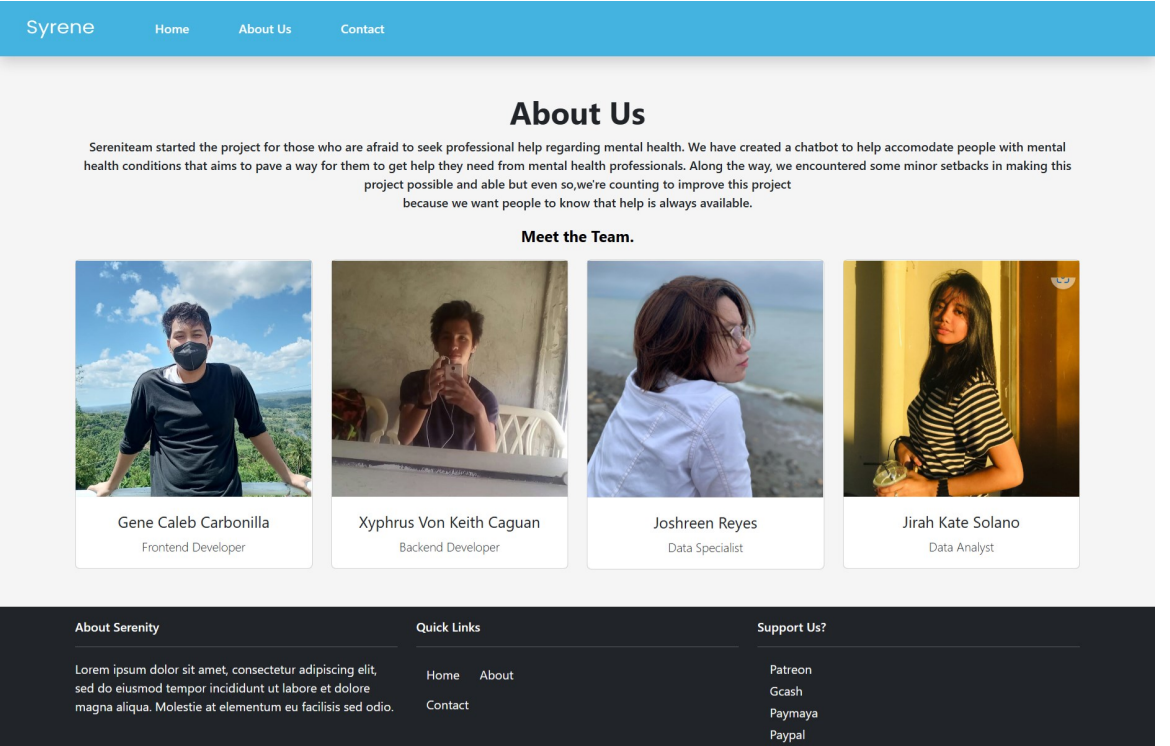 Syrene
Home
About Us
Contact
About Us
Sereniteam started the project for those who are afraid to seek professional help regarding mental health. We have created a chatbot to help accomodate people with mental
health conditions that aims to pave a way for them to get help they need from mental health professionals. Along the way, we encountered some minor setbacks in making this
project possible and able but even so,we're counting to improve this project
because we want people to know that help is always available.
Meet the Team.
Gene Caleb Carbonilla
Frontend Developer
Xyphrus Von Keith Caguan
Backend Developer
Joshreen Reyes
Data Specialist
Jirah Kate Solano
Data Analyst
About Serenity
Lorem ipsum dolor sit amet, consectetur adipiscing elit,
sed do eiusmod tempor incididunt ut labore et dolore
magna aliqua. Molestie at elementum eu facilisis sed odio.
Quick Links
Home
About
Contact
Support Us?
Patreon
Gcash
Paymaya
Paypal